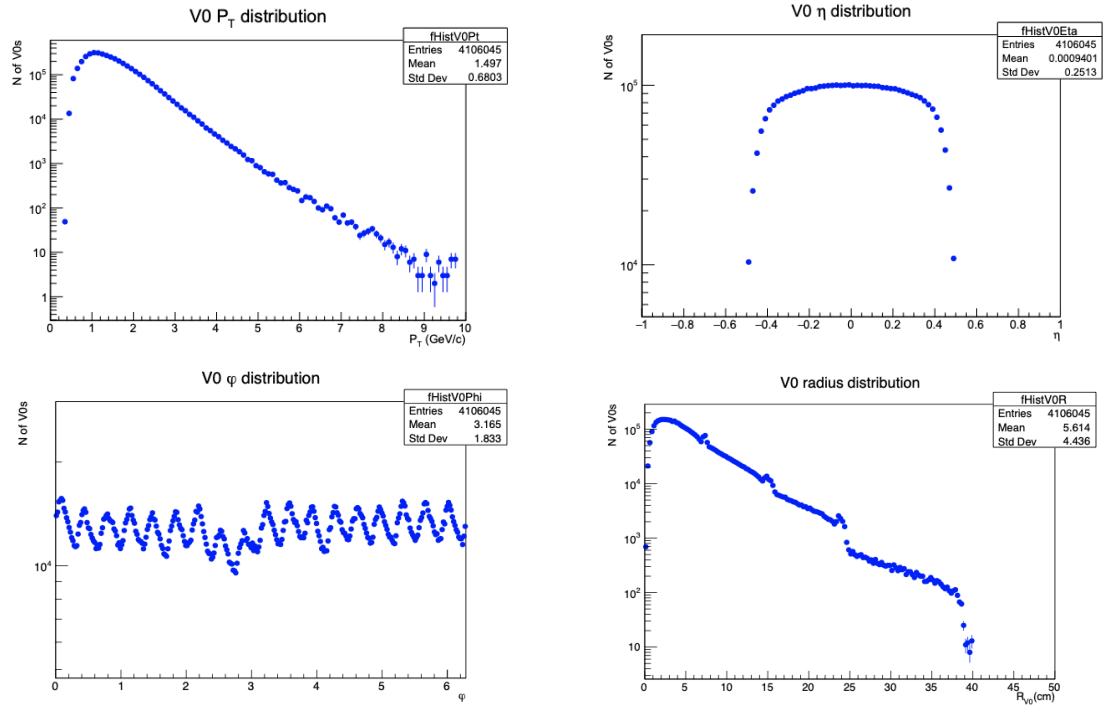 V0 P_T distribution
N of V0s
fHistV0Pt
Entries 4106045
Mean 1.497
Std Dev 0.6803
10^5
10^4
10^3
10^2
10
1
0 1 2 3 4 5 6 7 8 9 10
P_T (GeV/c)
V0 η distribution
N of V0s
fHistV0Eta
Entries 4106045
Mean 0.0009401
Std Dev 0.2513
10^5
10^4
−1 −0.8 −0.6 −0.4 −0.2 0 0.2 0.4 0.6 0.8 1
η
V0 φ distribution
N of V0s
fHistV0Phi
Entries 4106045
Mean 3.165
Std Dev 1.833
10^4
0 1 2 3 4 5 6
φ
V0 radius distribution
N of V0s
fHistV0R
Entries 4106045
Mean 5.614
Std Dev 4.436
10^5
10^4
10^3
10^2
10
0 5 10 15 20 25 30 35 40 45 50
R_V0(cm)